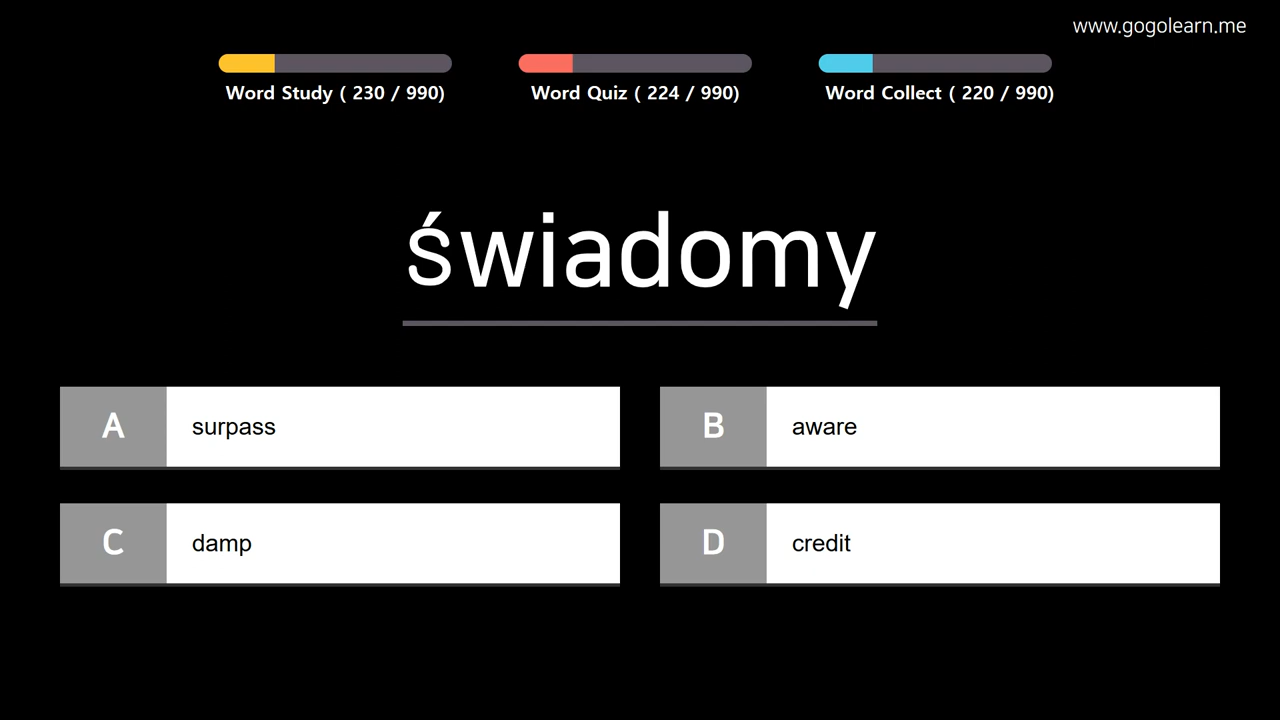 www.gogolearn.me
Word Study ( 230 / 990)
Word Quiz ( 224 / 990)
Word Collect ( 220 / 990)
świadomy
A surpass
B aware
C damp
D credit